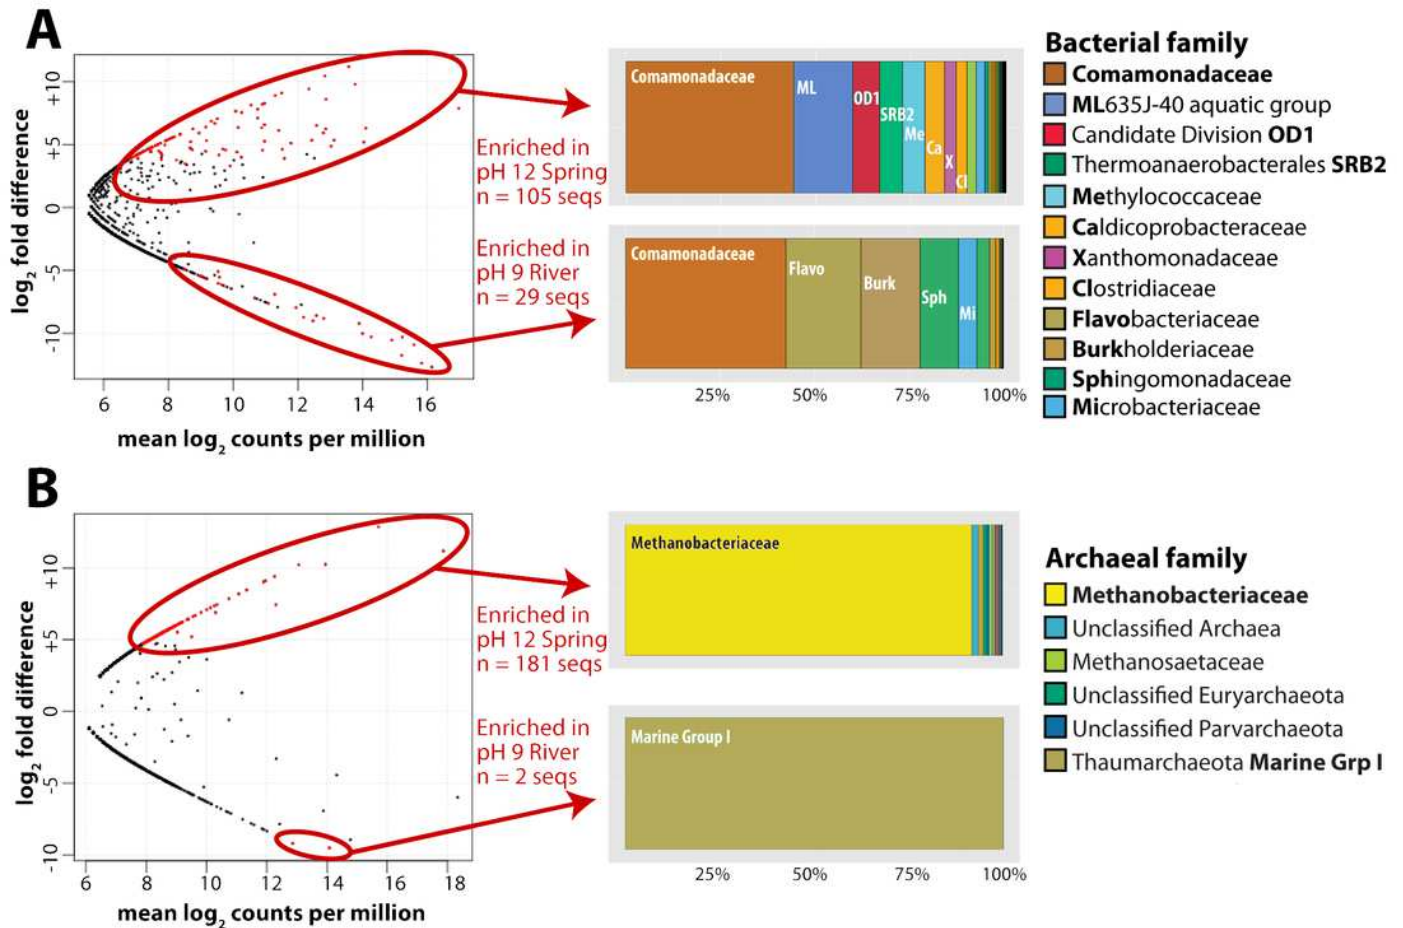 A
+10
+5
0
-5
-10
log2 fold difference
6 8 10 12 14 16
mean log2 counts per million
Enriched in
pH 12 Spring
n = 105 seqs
Enriched in
pH 9 River
n = 29 seqs
Comamonadaceae
ML
OD1
SRB2
Me
Ca
X
Cl
Comamonadaceae
Flavo
Burk
Sph
Mi
25% 50% 75% 100%
Bacterial family
Comamonadaceae
ML635J-40 aquatic group
Candidate Division OD1
Thermoanaerobacterales SRB2
Methylococcaceae
Caldicoprobacteraceae
Xanthomonadaceae
Clostridiaceae
Flavobacteriaceae
Burkholderiaceae
Sphingomonadaceae
Microbacteriaceae
B
+10
+5
0
-5
-10
log2 fold difference
6 8 10 12 14 16 18
mean log2 counts per million
Enriched in
pH 12 Spring
n = 181 seqs
Enriched in
pH 9 River
n = 2 seqs
Methanobacteriaceae
Marine Group I
25% 50% 75% 100%
Archaeal family
Methanobacteriaceae
Unclassified Archaea
Methanosaetaceae
Unclassified Euryarchaeota
Unclassified Parvarchaeota
Thaumarchaeota Marine Grp I